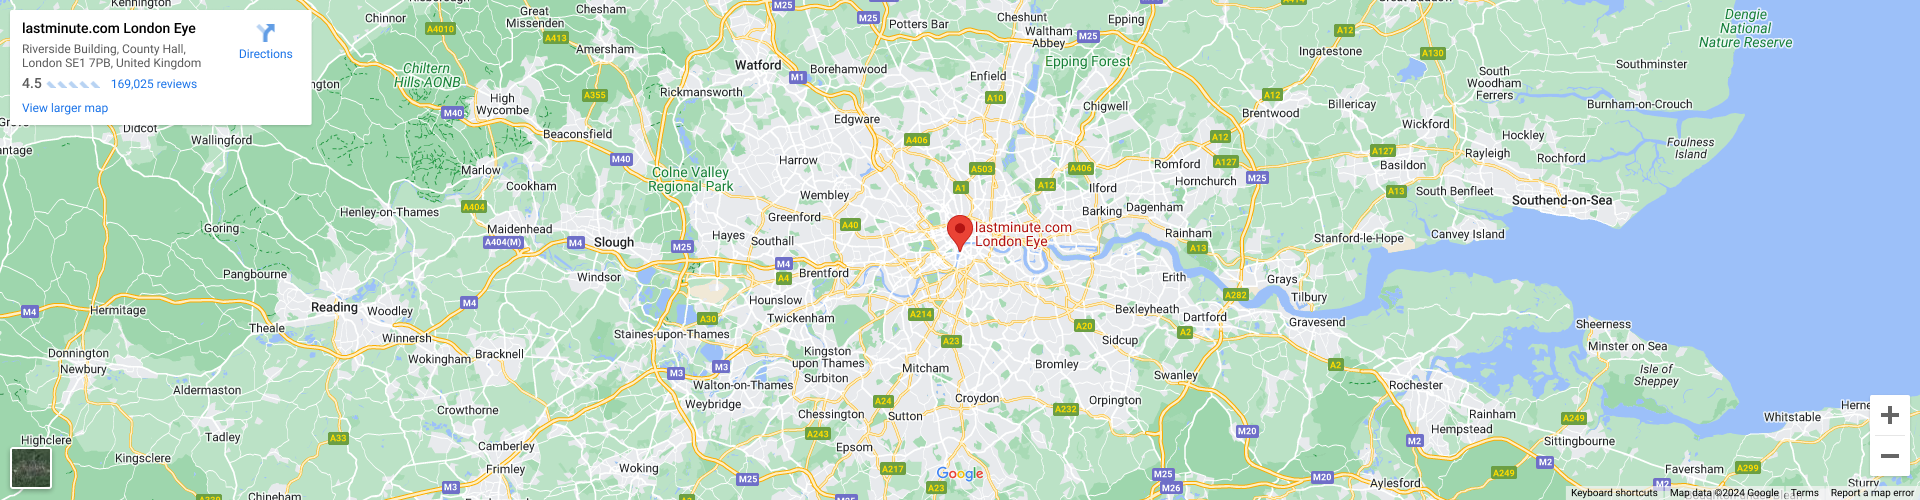 lastminute.com London Eye
Riverside Building, County Hall,
London SE1 7PB, United Kingdom
4.5
169,025 reviews
View larger map
Directions
Kennington
Chinnor
Great
Missenden
Chesham
A4010
A413
Amersham
Chiltern
Hills AONB
High
Wycombe
A355
M40
Beaconsfield
M40
Didcot
Wallingford
Marlow
Cookham
A404
Henley-on-Thames
Maidenhead
A404(M)
M4
Slough
Windsor
Goring
Pangbourne
Reading
Woodley
M4
M4
Hermitage
Theale
Winnersh
Wokingham
Bracknell
Donnington
Newbury
Aldermaston
Crowthorne
Highclere
Tadley
A33
Kingsclere
Camberley
Frimley
M3
Chineham
Woking
M25
M25
Potters Bar
Cheshunt
Waltham
Abbey
Epping
M25
Epping Forest
Watford
M1
Borehamwood
Enfield
Rickmansworth
A10
Chigwell
Edgware
A406
Harrow
Colne Valley
Regional Park
A503
A406
A1
A12
Ilford
Wembley
Greenford
A40
Barking
Dagenham
Hayes
Southall
M25
M4
A4
Brentford
lastminute.com
London Eye
Hounslow
Twickenham
A30
Staines-upon-Thames
A214
A23
Kingston
upon Thames
Surbiton
Mitcham
M3
M3
Walton-on-Thames
Weybridge
Chessington
A243
Epsom
A24
Sutton
Croydon
A217
A23
Google
M25
Bromley
A232
Orpington
A20
Sidcup
Bexleyheath
A2
Dartford
Erith
Swanley
M20
M25
M26
M20
Aylesford
Romford
A127
Hornchurch
M25
A12
Brentwood
A12
Rainham
A13
A282
Grays
Tilbury
Gravesend
A2
Rochester
M2
Rainham
Hempstead
A249
Sittingbourne
A249
M2
Faversham
A299
M2
Whitstable
Sturry
A12
Ingatestone
A130
Billericay
South
Woodham
Ferrers
Wickford
A127
Basildon
A13
Rayleigh
Hockley
Rochford
South Benfleet
Southend-on-Sea
Stanford-le-Hope
Canvey Island
Dengie
National
Nature Reserve
Southminster
Burnham-on-Crouch
Foulness
Island
Sheerness
Minster on Sea
Isle of
Sheppey
Keyboard shortcuts
Map data ©2024 Google
Terms
Report a map error